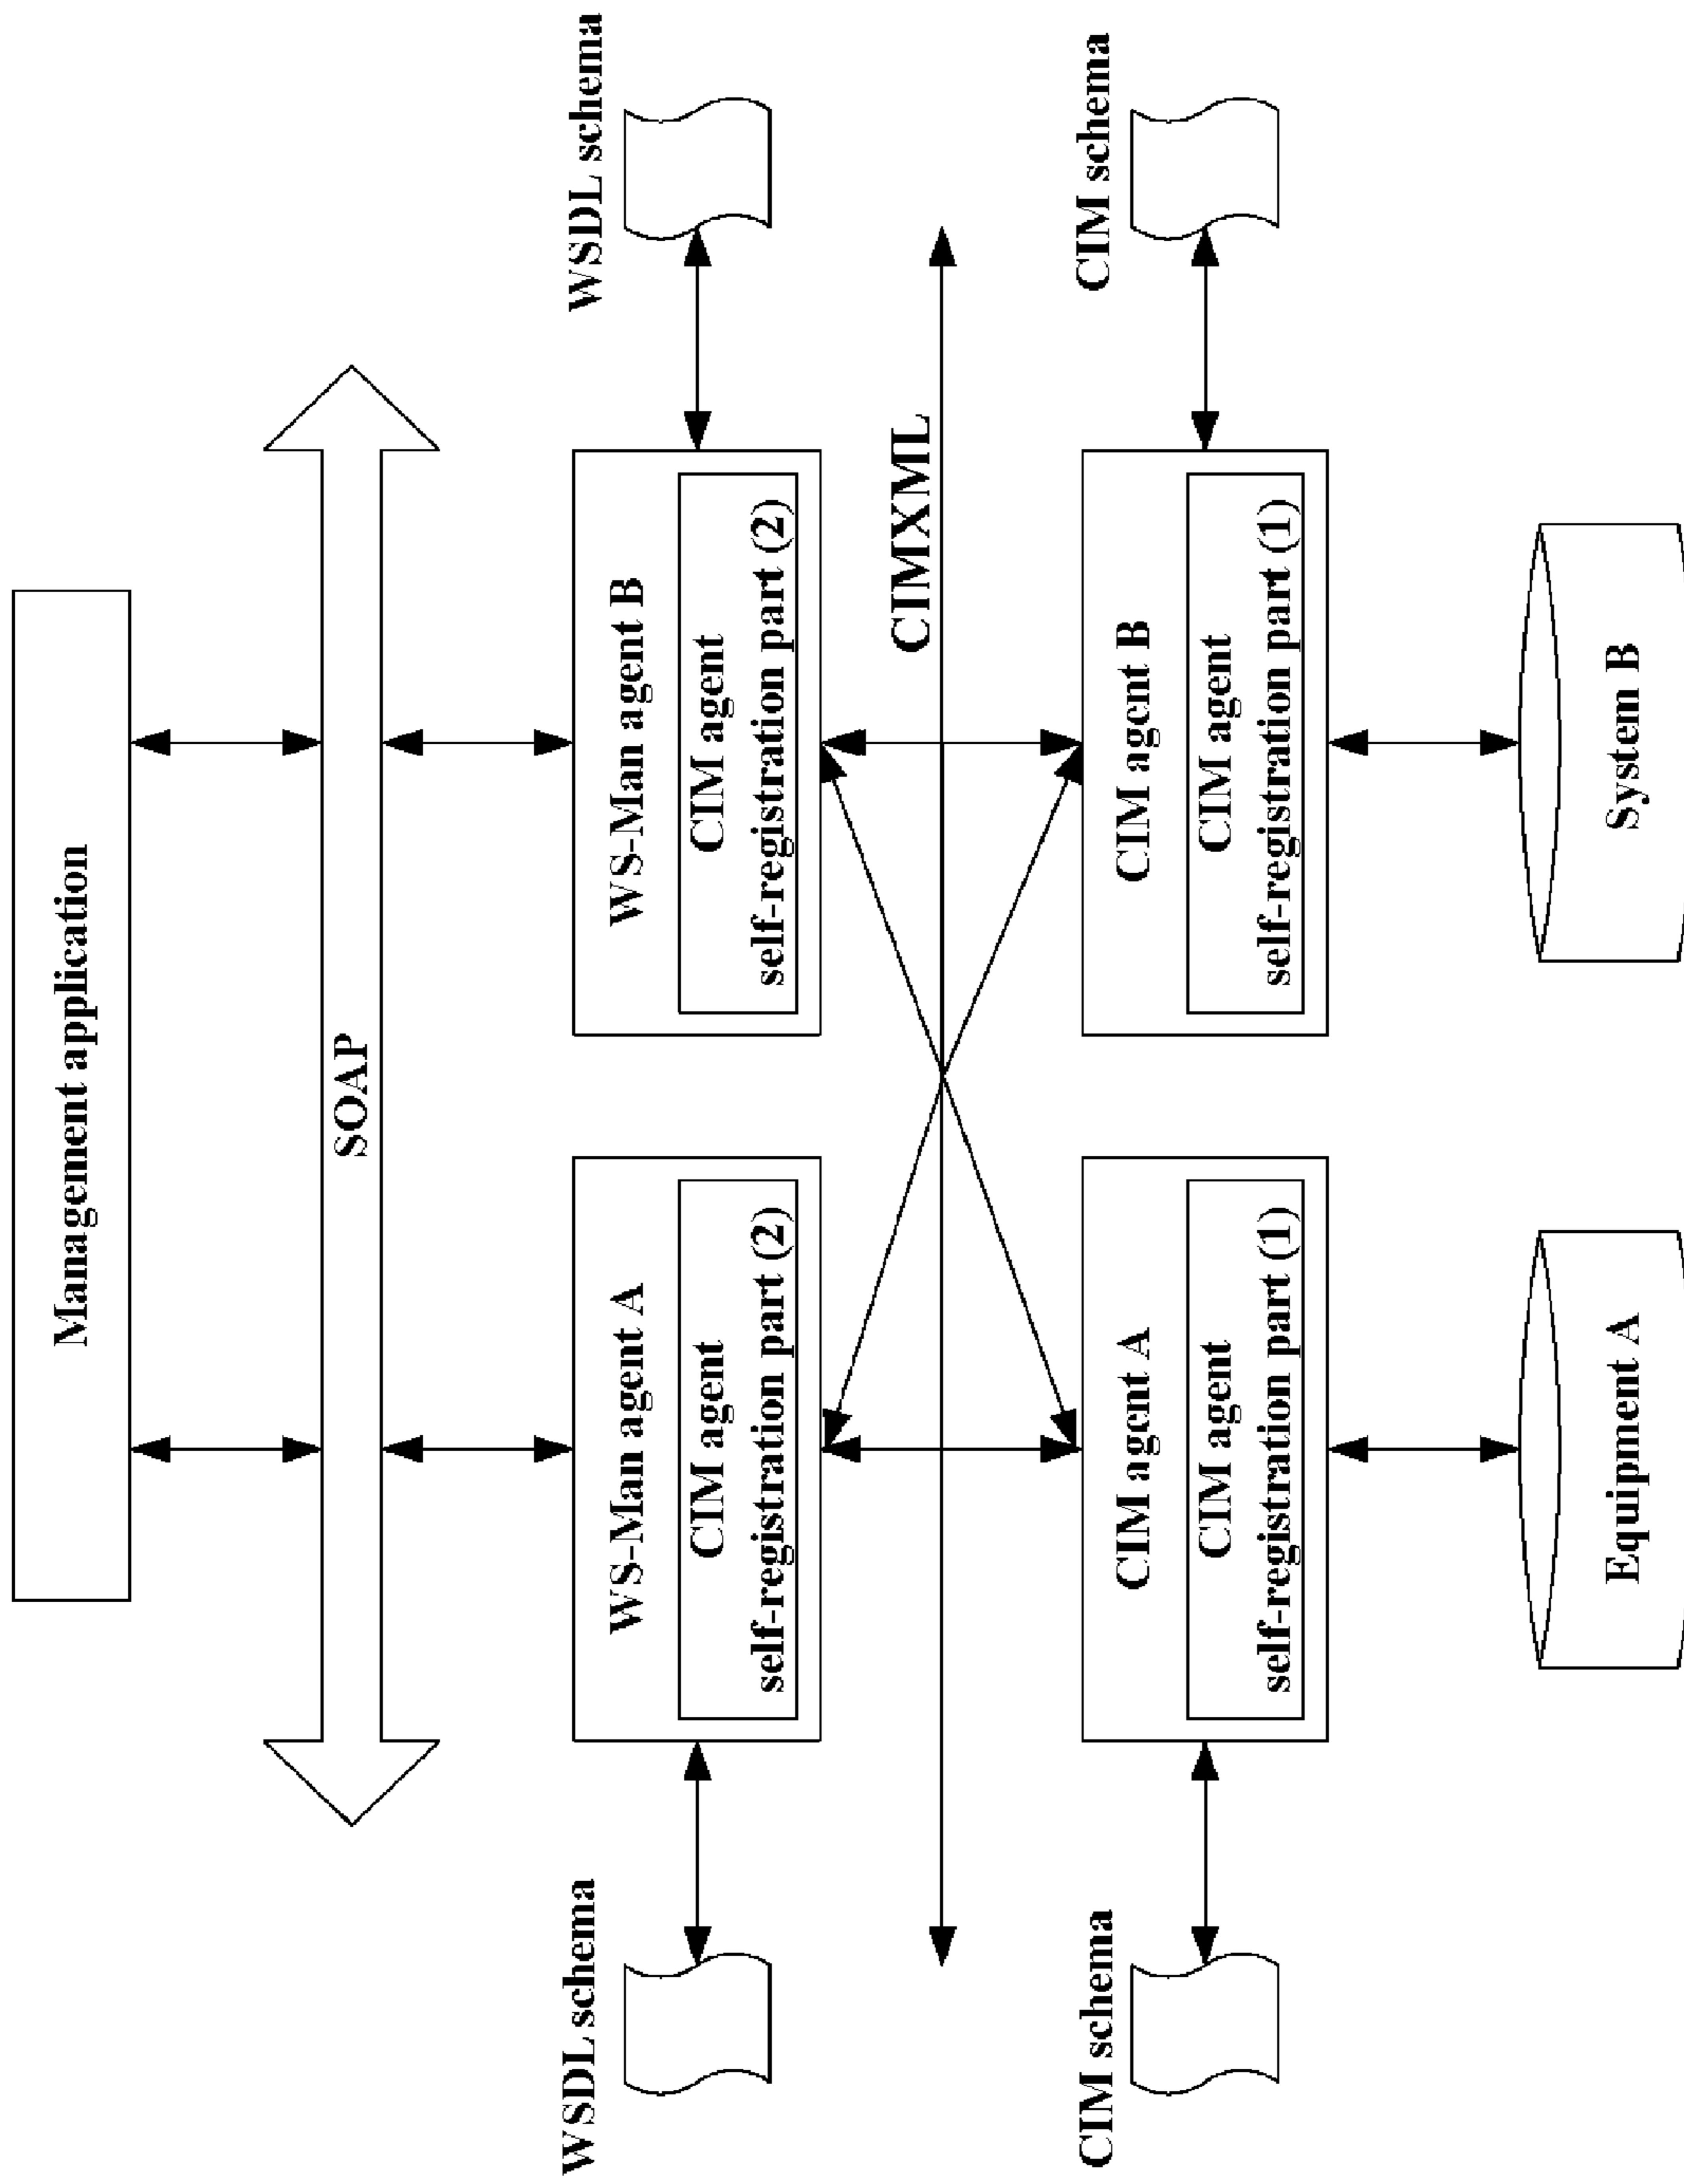 Management application
SOAP
WSDL schema
WS-Man agent A
CIM agent
self-registration part (2)
WS-Man agent B
CIM agent
self-registration part (2)
WSDL schema
CIMXML
CIM schema
CIM agent A
CIM agent
self-registration part (1)
CIM agent B
CIM agent
self-registration part (1)
CIM schema
Equipment A
System B